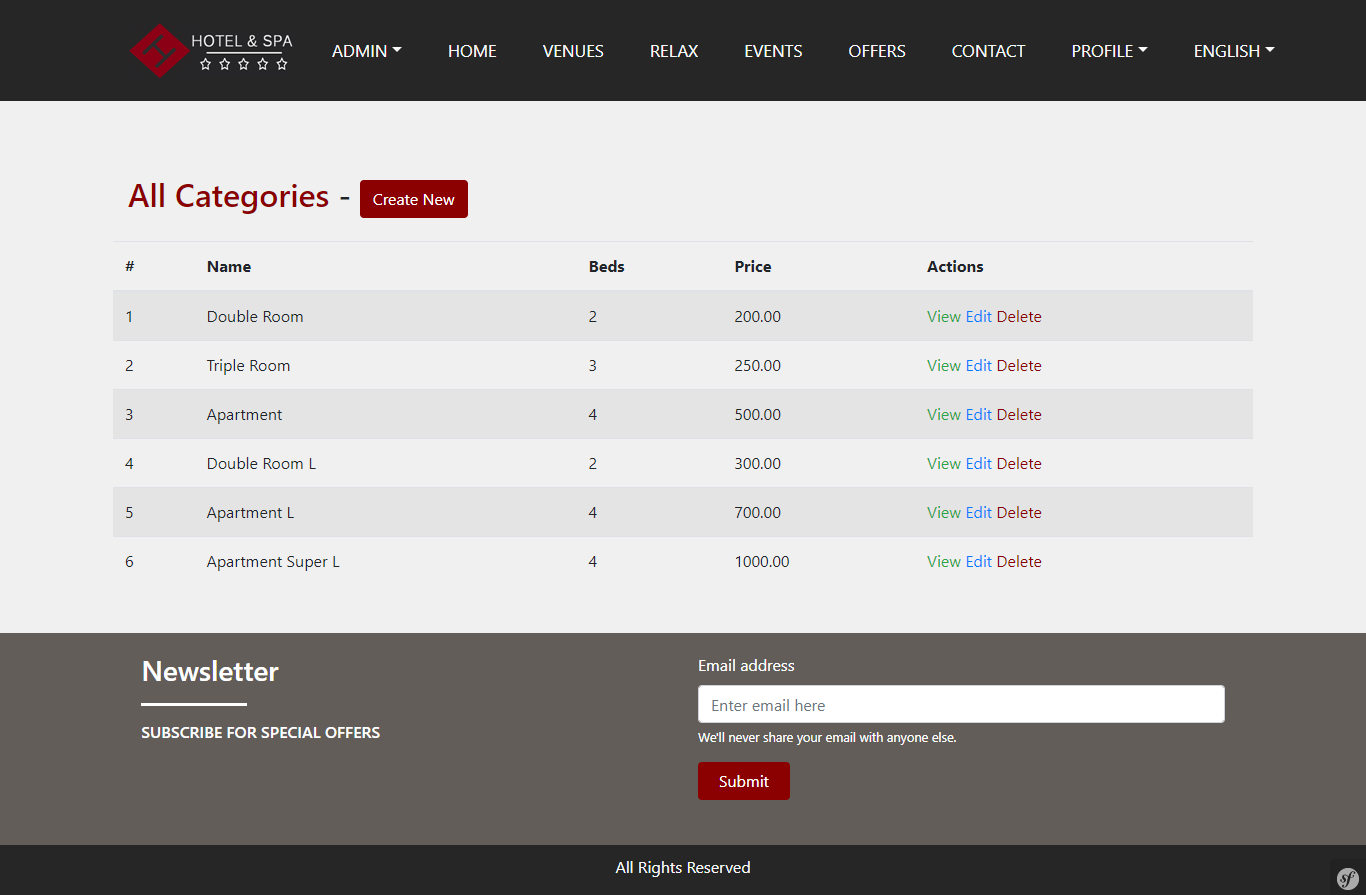 HOTEL & SPA
ADMIN HOME VENUES RELAX EVENTS OFFERS CONTACT PROFILE ENGLISH
All Categories - Create New
# Name Beds Price Actions
1 Double Room 2 200.00 View Edit Delete
2 Triple Room 3 250.00 View Edit Delete
3 Apartment 4 500.00 View Edit Delete
4 Double Room L 2 300.00 View Edit Delete
5 Apartment L 4 700.00 View Edit Delete
6 Apartment Super L 4 1000.00 View Edit Delete
Newsletter
SUBSCRIBE FOR SPECIAL OFFERS
Email address
Enter email here
We'll never share your email with anyone else.
Submit
All Rights Reserved
sf